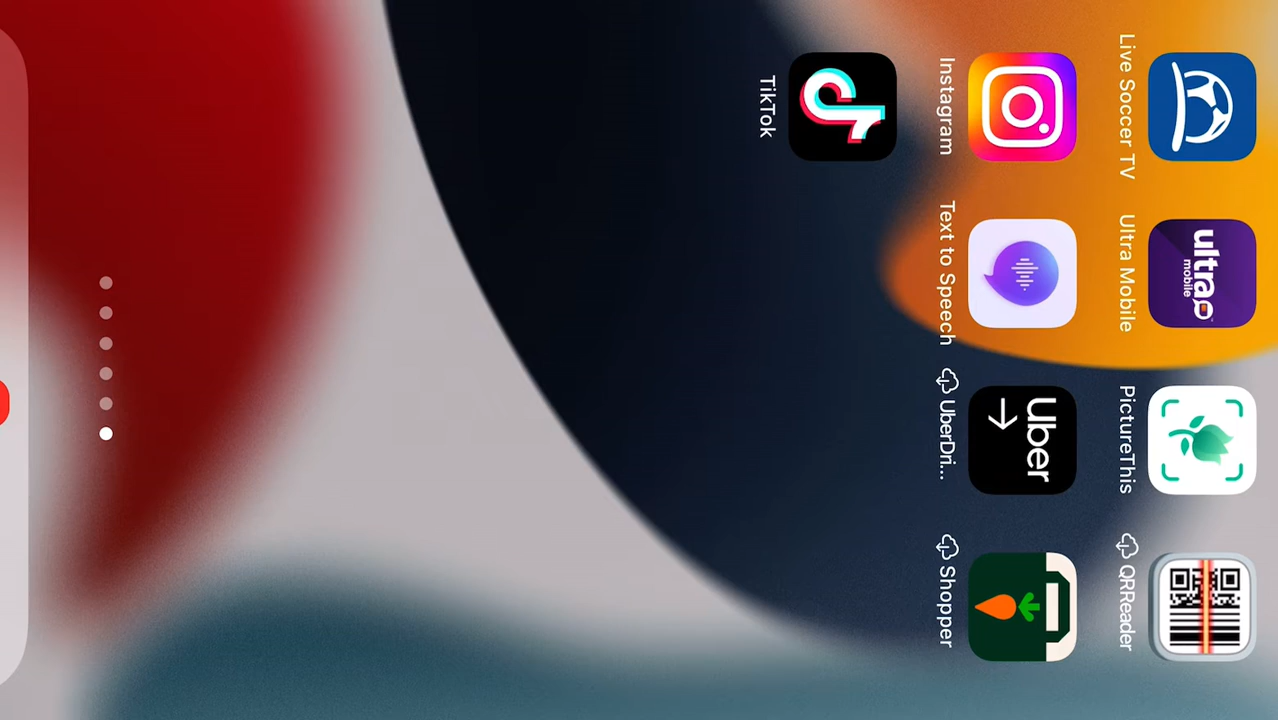 Live Soccer TV
ultra
mobile
Ultra Mobile
PictureThis
QRReader
Instagram
Text to Speech
Uber
UberDri...
Shopper
TikTok